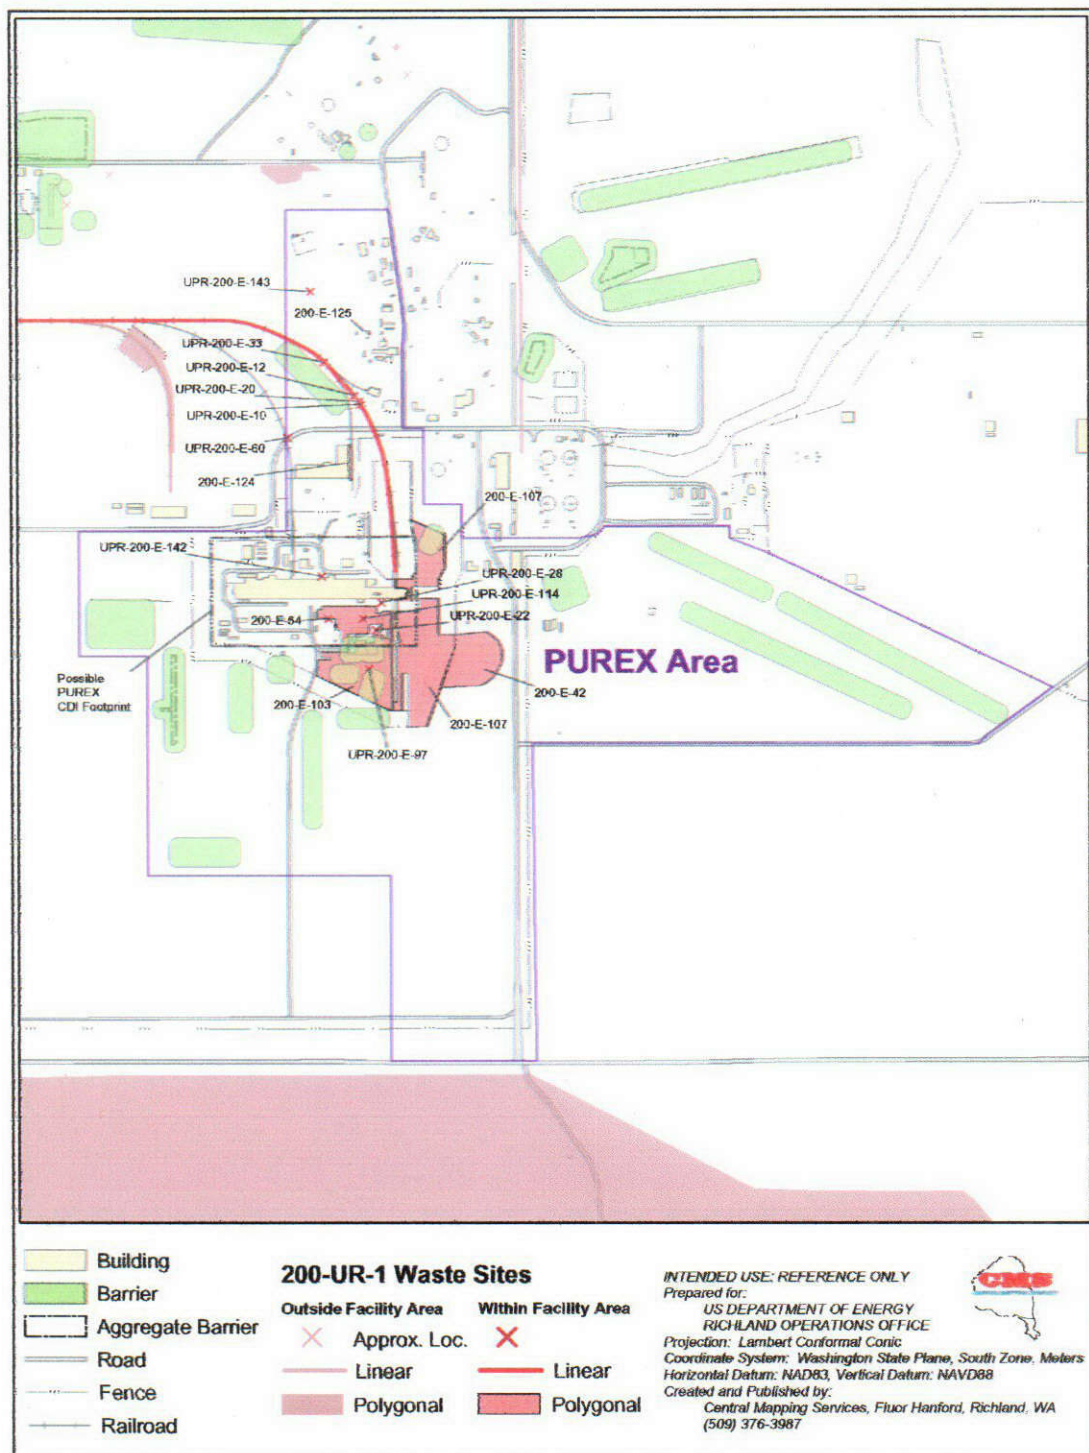 UPR-200-E-143
200-E-125
UPR-200-E-33
UPR-200-E-12
UPR-200-E-20
UPR-200-E-10
UPR-200-E-60
200-E-124
200-E-107
UPR-200-E-142
UPR-200-E-28
UPR-200-E-114
200-E-54
UPR-200-E-22
PUREX Area
Possible
PUREX
CDI Footprint
200-E-42
200-E-103
200-E-107
UPR-200-E-97
Building
Barrier
Aggregate Barrier
Road
Fence
Railroad
200-UR-1 Waste Sites
Outside Facility Area Within Facility Area
Approx. Loc.
Linear Linear
Polygonal Polygonal
INTENDED USE: REFERENCE ONLY
Prepared for:
US DEPARTMENT OF ENERGY
RICHLAND OPERATIONS OFFICE
Projection: Lambert Conformal Conic
Coordinate System: Washington State Plane, South Zone, Meters
Horizontal Datum: NAD83, Vertical Datum: NAVD88
Created and Published by:
Central Mapping Services, Fluor Hanford, Richland, WA
(509) 376-3987
CMS